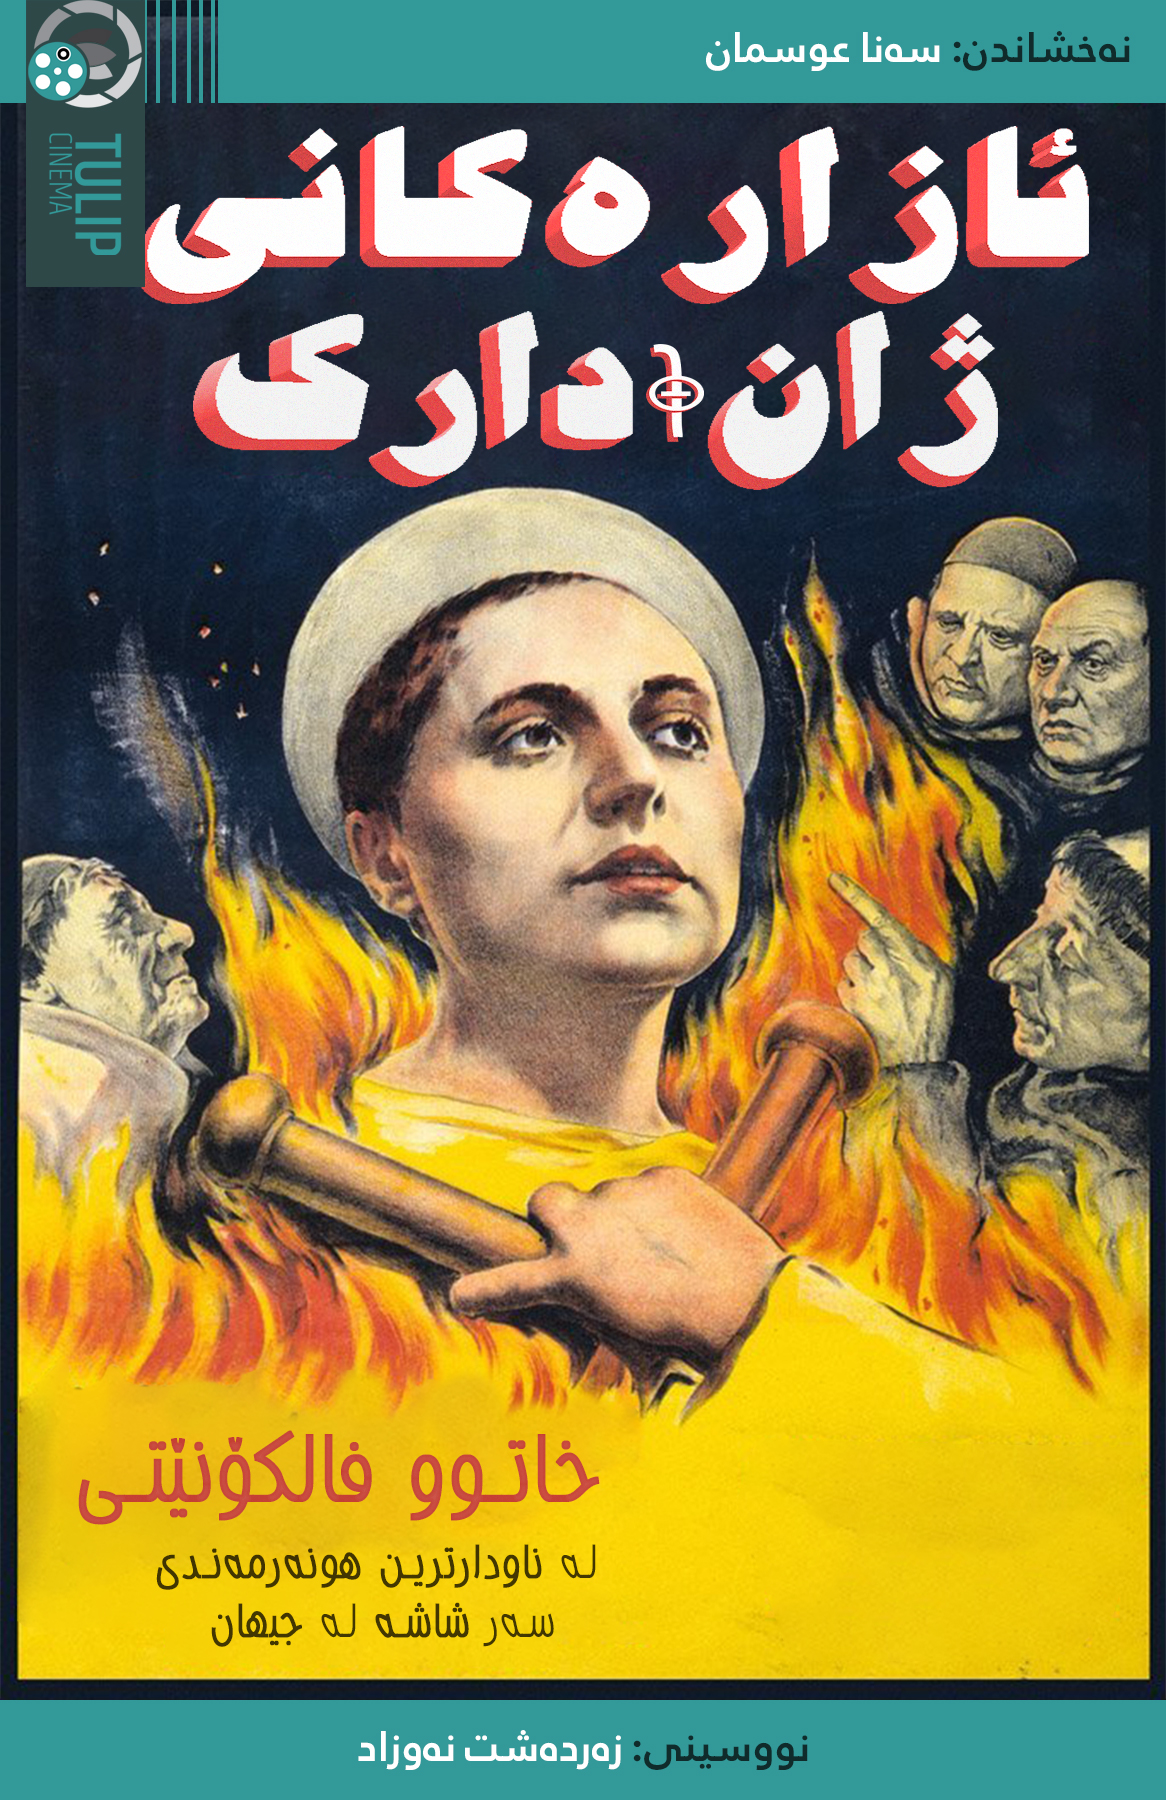 نەخشاندن: سەنا عوسمان
TULIP
CINEMA
ئازارەکانی
ژان دارک
خاتوو فالکۆنێتی
لە ناودارترین هونەرمەندی
سەر شاشە لە جیهان
نووسینی: زەردەشت نەوزاد